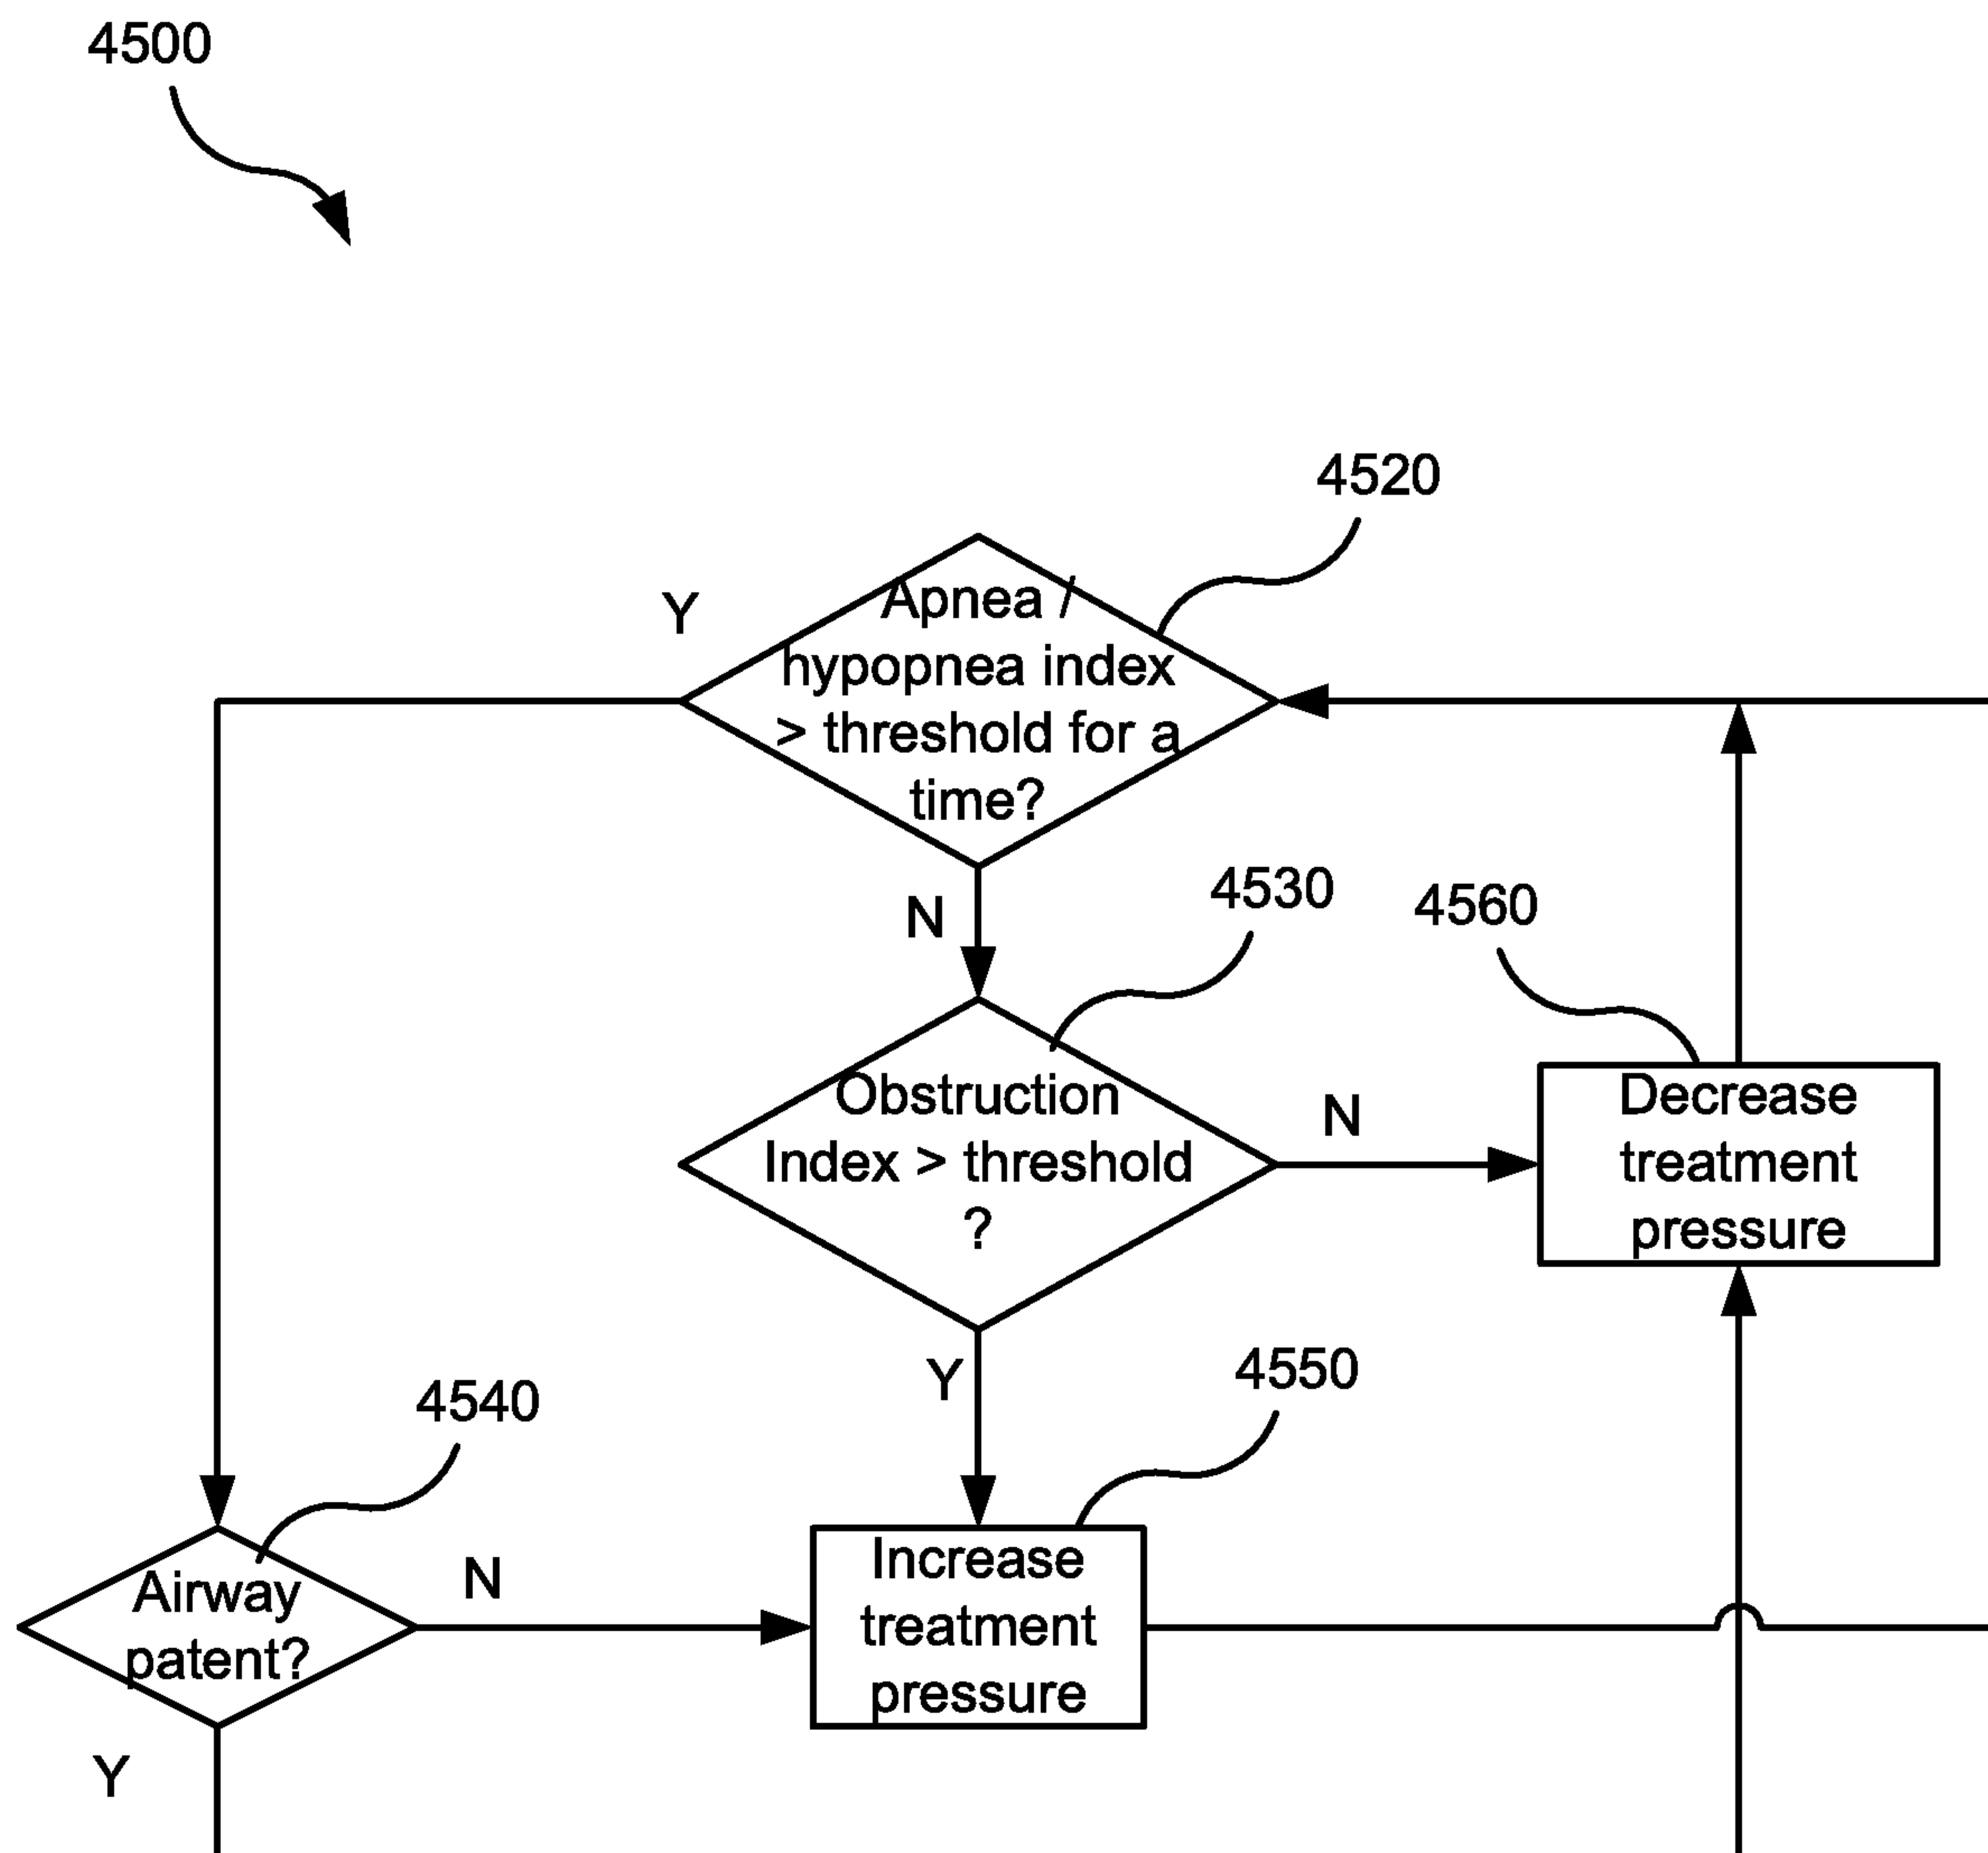 4500
4520
Y
Apnea /
hypopnea index
> threshold for a
time?
N
4530
4560
Obstruction
Index > threshold
?
N
Decrease
treatment
pressure
Y
4550
4540
Airway
patent?
N
Increase
treatment
pressure
Y